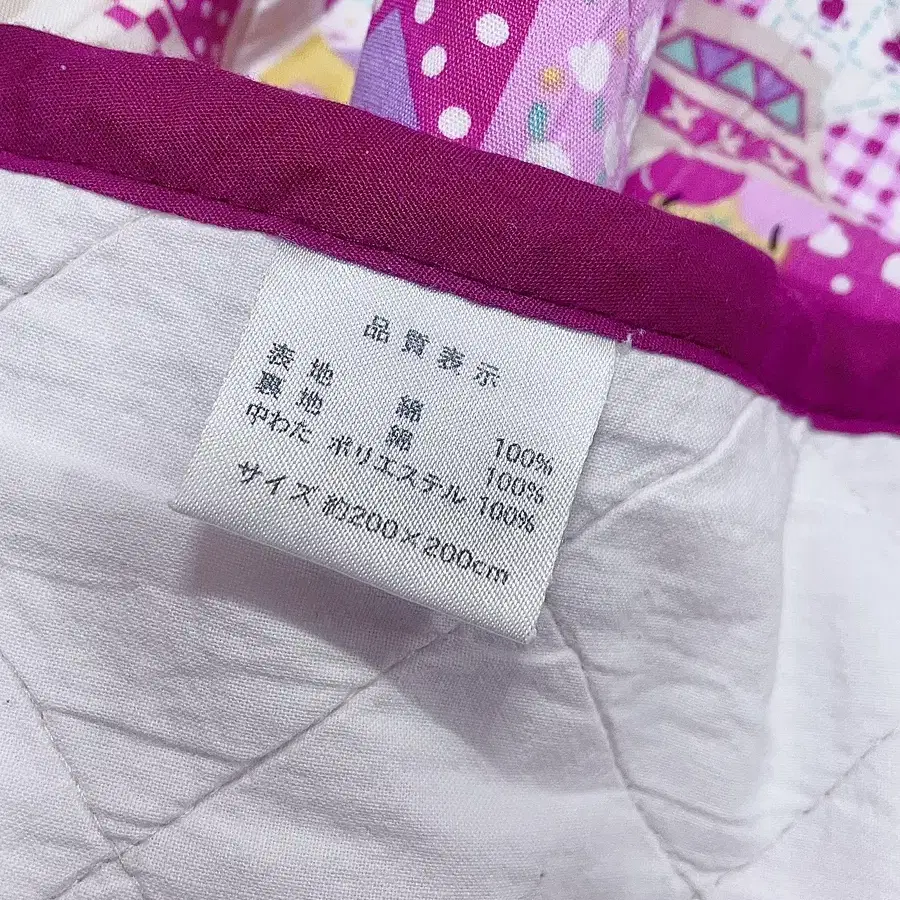 品質表示
表地 綿 100%
裏地 綿 100%
中わた ポリエステル 100%
サイズ 約200×200cm